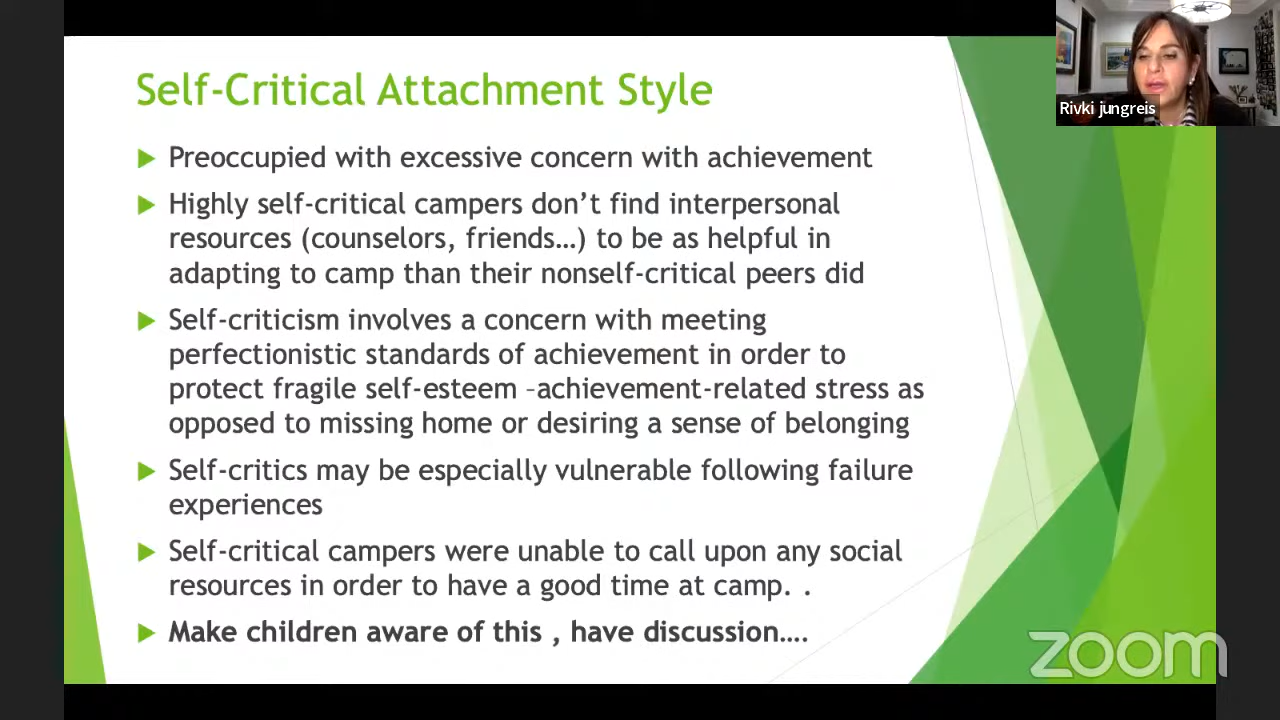 Self-Critical Attachment Style
Preoccupied with excessive concern with achievement
Highly self-critical campers don’t find interpersonal
resources (counselors, friends…) to be as helpful in
adapting to camp than their nonself-critical peers did
Self-criticism involves a concern with meeting
perfectionistic standards of achievement in order to
protect fragile self-esteem –achievement-related stress as
opposed to missing home or desiring a sense of belonging
Self-critics may be especially vulnerable following failure
experiences
Self-critical campers were unable to call upon any social
resources in order to have a good time at camp. .
Make children aware of this , have discussion….
Rivki jungreis
zoom